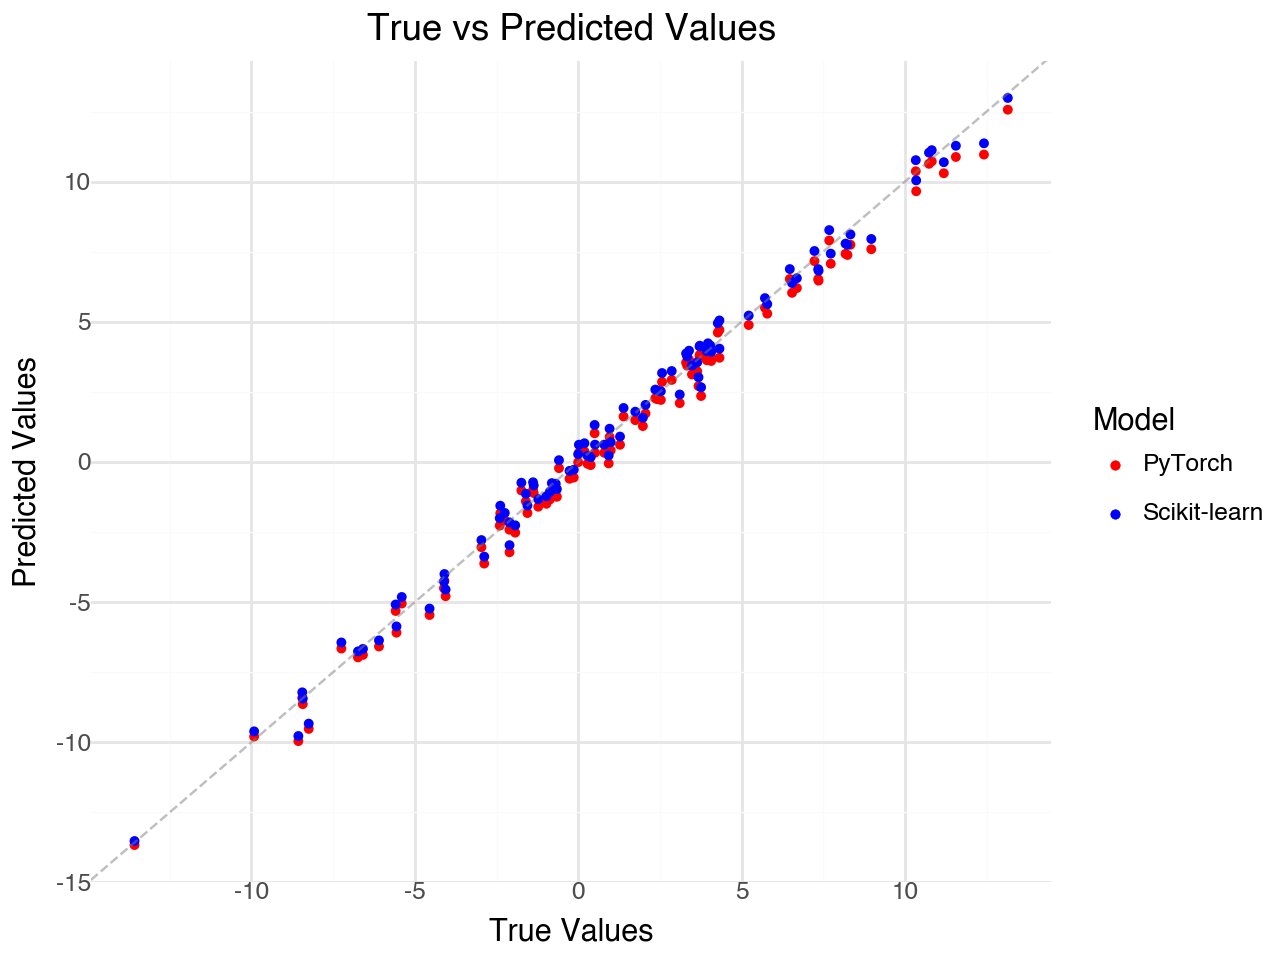 True vs Predicted Values
Predicted Values
10
5
0
-5
-10
-15
-10
-5
0
5
10
True Values
Model
PyTorch
Scikit-learn